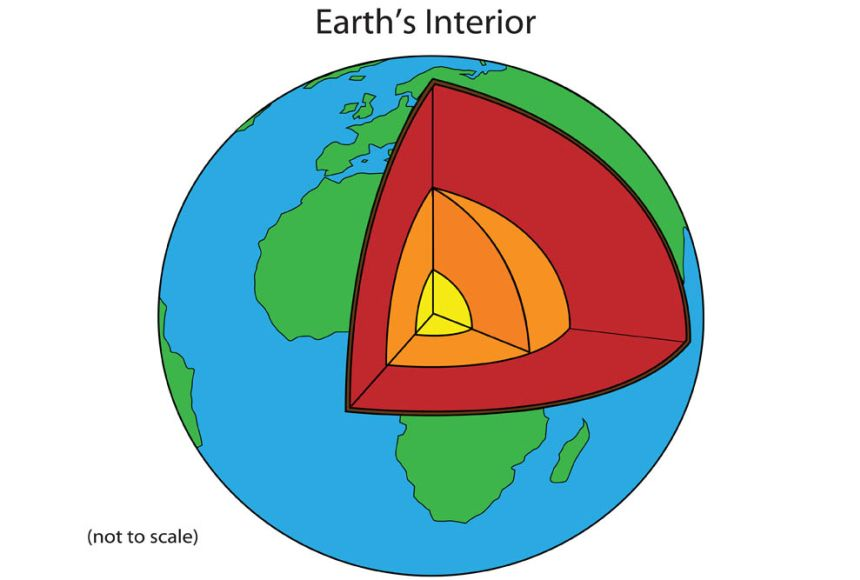 Earth’s Interior
(not to scale)